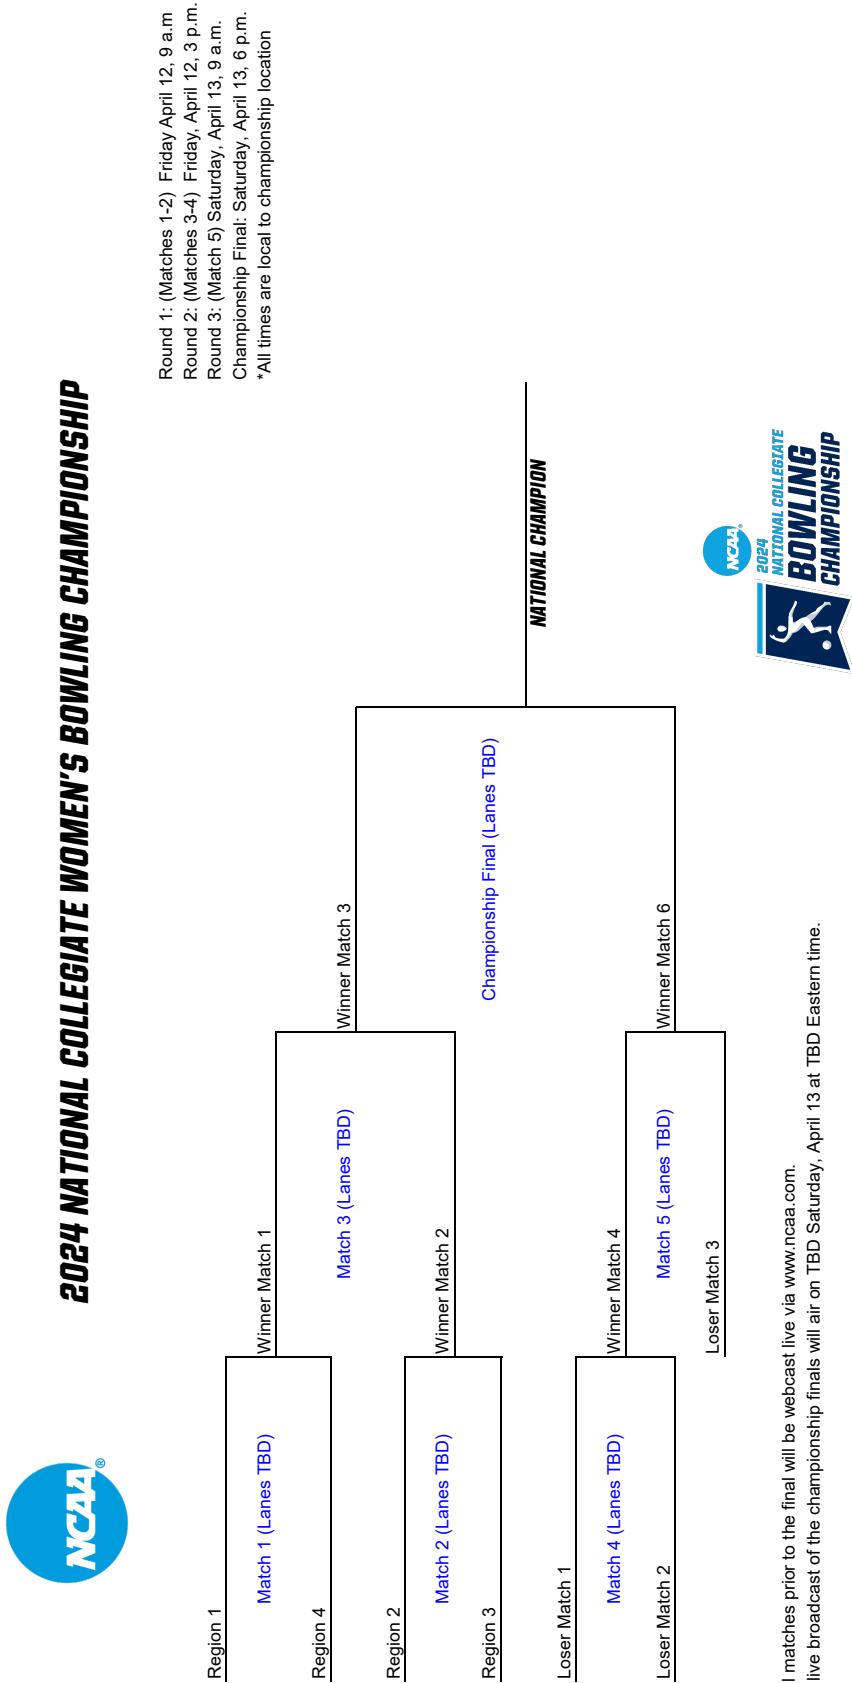 NCAA®
2024 NATIONAL COLLEGIATE WOMEN'S BOWLING CHAMPIONSHIP
Round 1: (Matches 1-2) Friday April 12, 9 a.m
Round 2: (Matches 3-4) Friday, April 12, 3 p.m.
Round 3: (Match 5) Saturday, April 13, 9 a.m.
Championship Final: Saturday, April 13, 6 p.m.
*All times are local to championship location
Region 1
Match 1 (Lanes TBD)
Region 4
Winner Match 1
Match 3 (Lanes TBD)
Region 2
Match 2 (Lanes TBD)
Region 3
Winner Match 2
Winner Match 3
Championship Final (Lanes TBD)
NATIONAL CHAMPION
Loser Match 1
Match 4 (Lanes TBD)
Loser Match 2
Winner Match 4
Match 5 (Lanes TBD)
Loser Match 3
Winner Match 6
NCAA®
2024
NATIONAL COLLEGIATE
BOWLING
CHAMPIONSHIP
l matches prior to the final will be webcast live via www.ncaa.com.
live broadcast of the championship finals will air on TBD Saturday, April 13 at TBD Eastern time.